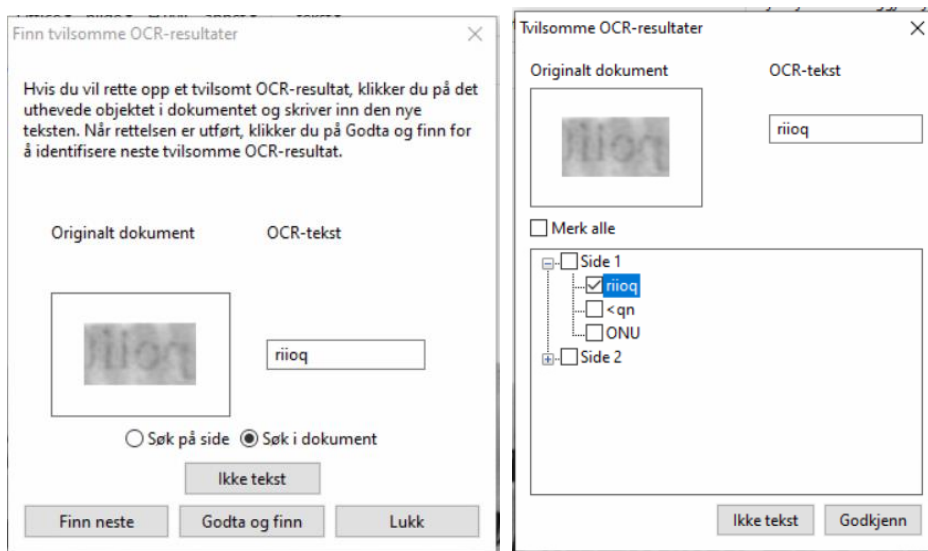 Finn tvilsomme OCR-resultater
Hvis du vil rette opp et tvilsomt OCR-resultat, klikker du på det
uthevede objektet i dokumentet og skriver inn den nye
teksten. Når rettelsen er utført, klikker du på Godta og finn for
å identifisere neste tvilsomme OCR-resultat.
Originalt dokument OCR-tekst
riioq
Søk på side Søk i dokument
Ikke tekst
Finn neste Godta og finn Lukk
Tvilsomme OCR-resultater
Originalt dokument OCR-tekst
riioq
Merk alle
Side 1
riioq
<qn
ONU
Side 2
Ikke tekst Godkjenn